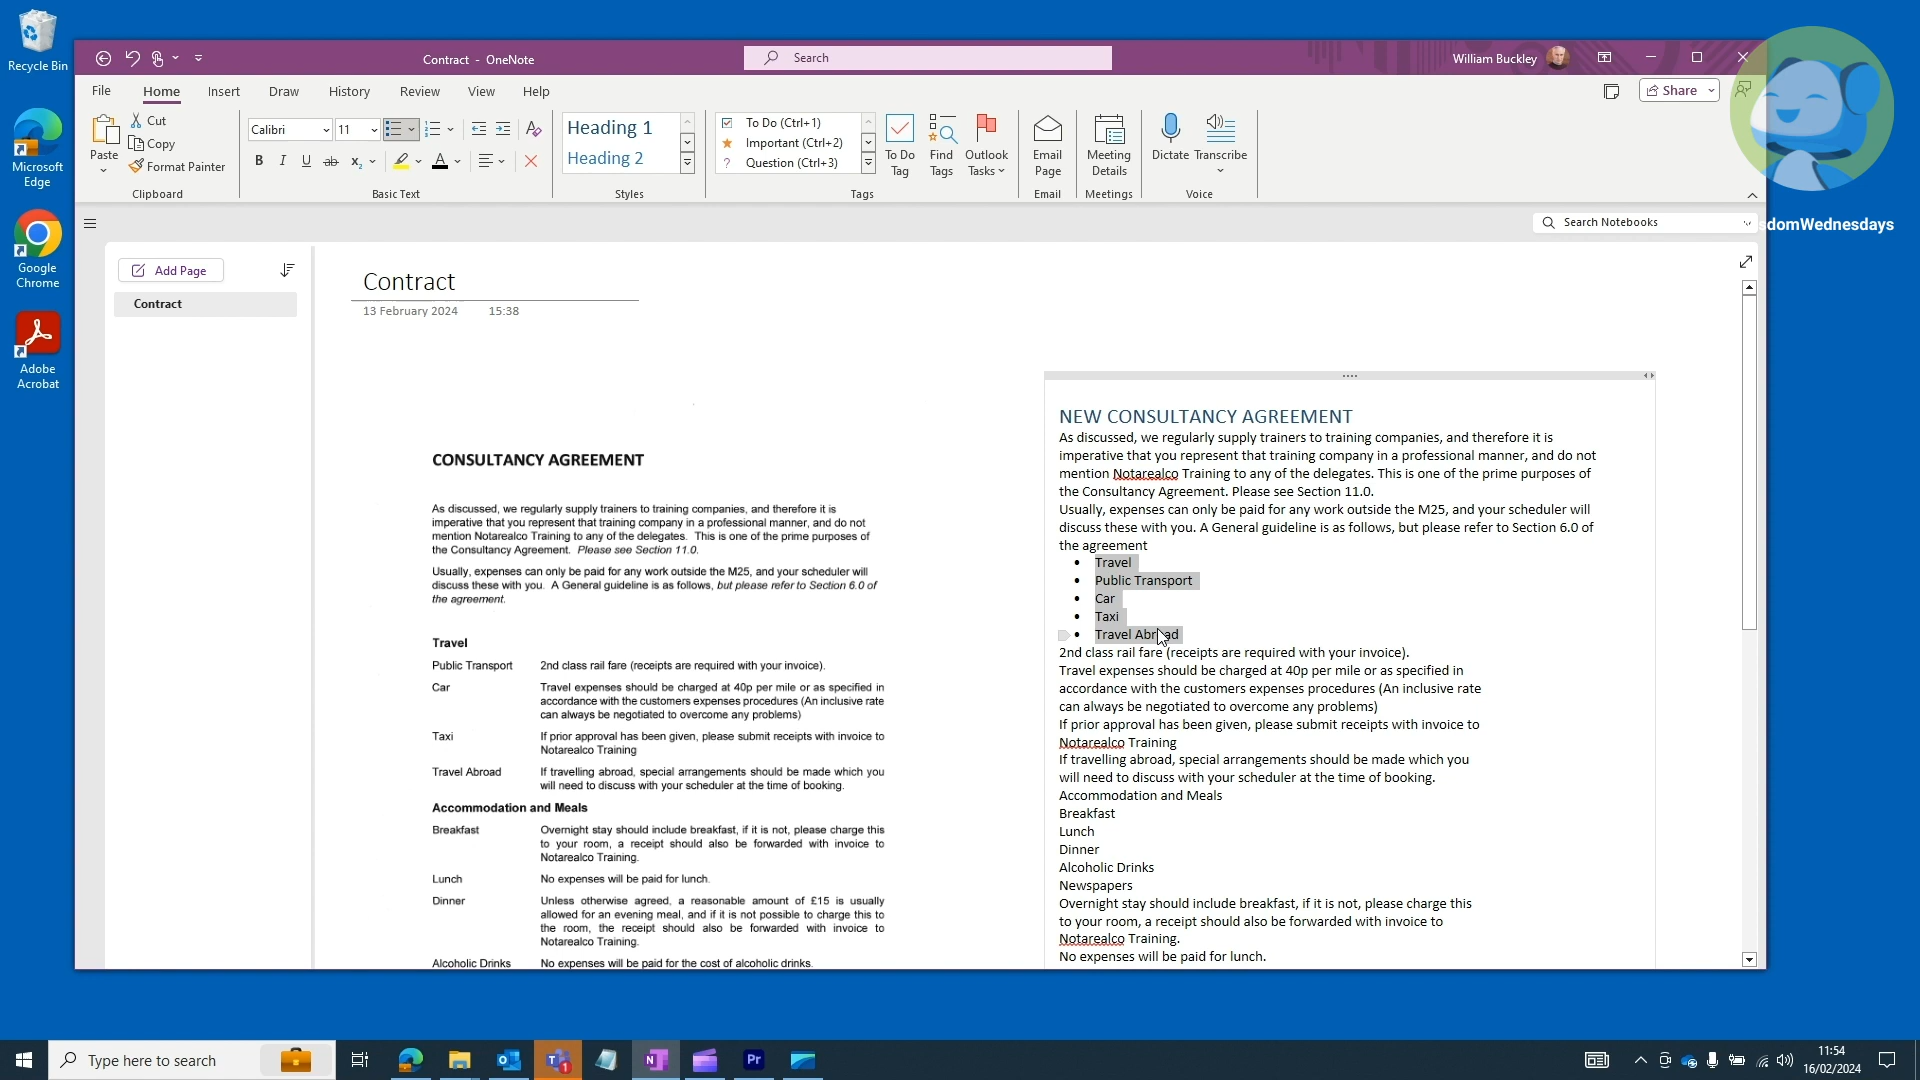 Recycle Bin
Microsoft
Edge
Google
Chrome
Adobe
Acrobat
Contract - OneNote
Search
William Buckley
File
Home
Insert
Draw
History
Review
View
Help
Share
Paste
Cut
Copy
Format Painter
Clipboard
Calibri
11
B
I
U
ab
x
A
Basic Text
Heading 1
Heading 2
Styles
To Do (Ctrl+1)
Important (Ctrl+2)
? Question (Ctrl+3)
To Do
Tag
Find
Tags
Outlook
Tasks
Tags
Email
Page
Email
Meeting
Details
Meetings
Dictate
Transcribe
Voice
Search Notebooks
sdomWednesdays
Add Page
Contract
Contract
13 February 2024 15:38
CONSULTANCY AGREEMENT
As discussed, we regularly supply trainers to training companies, and therefore it is
imperative that you represent that training company in a professional manner, and do not
mention Notarealco Training to any of the delegates. This is one of the prime purposes of
the Consultancy Agreement. Please see Section 11.0.
Usually, expenses can only be paid for any work outside the M25, and your scheduler will
discuss these with you. A General guideline is as follows, but please refer to Section 6.0 of
the agreement.
Travel
Public Transport 2nd class rail fare (receipts are required with your invoice).
Car Travel expenses should be charged at 40p per mile or as specified in
accordance with the customers expenses procedures (An inclusive rate
can always be negotiated to overcome any problems)
Taxi If prior approval has been given, please submit receipts with invoice to
Notarealco Training
Travel Abroad If travelling abroad, special arrangements should be made which you
will need to discuss with your scheduler at the time of booking.
Accommodation and Meals
Breakfast Overnight stay should include breakfast, if it is not, please charge this
to your room, a receipt should also be forwarded with invoice to
Notarealco Training.
Lunch No expenses will be paid for lunch.
Dinner Unless otherwise agreed, a reasonable amount of £15 is usually
allowed for an evening meal, and if it is not possible to charge this to
the room, the receipt should also be forwarded with invoice to
Notarealco Training.
Alcoholic Drinks No expenses will be paid for the cost of alcoholic drinks.
NEW CONSULTANCY AGREEMENT
As discussed, we regularly supply trainers to training companies, and therefore it is
imperative that you represent that training company in a professional manner, and do not
mention Notarealco Training to any of the delegates. This is one of the prime purposes of
the Consultancy Agreement. Please see Section 11.0.
Usually, expenses can only be paid for any work outside the M25, and your scheduler will
discuss these with you. A General guideline is as follows, but please refer to Section 6.0 of
the agreement
• Travel
• Public Transport
• Car
• Taxi
• Travel Abroad
2nd class rail fare (receipts are required with your invoice).
Travel expenses should be charged at 40p per mile or as specified in
accordance with the customers expenses procedures (An inclusive rate
can always be negotiated to overcome any problems)
If prior approval has been given, please submit receipts with invoice to
Notarealco Training
If travelling abroad, special arrangements should be made which you
will need to discuss with your scheduler at the time of booking.
Accommodation and Meals
Breakfast
Lunch
Dinner
Alcoholic Drinks
Newspapers
Overnight stay should include breakfast, if it is not, please charge this
to your room, a receipt should also be forwarded with invoice to
Notarealco Training.
No expenses will be paid for lunch.
Type here to search
1
N
Pr
11:54
16/02/2024